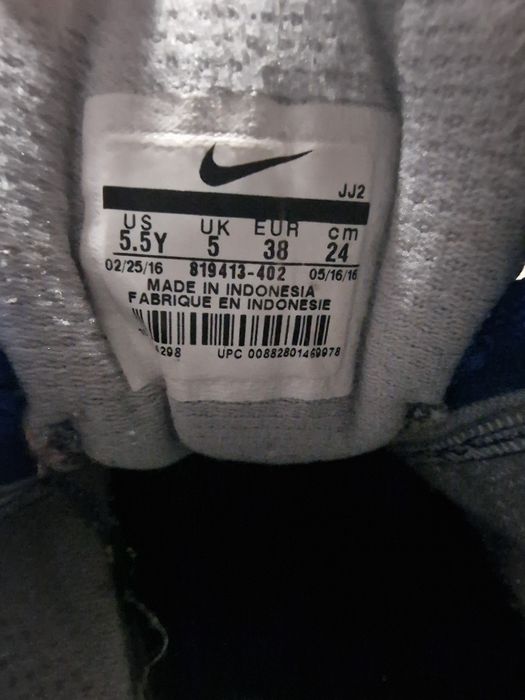 JJ2
US UK EUR cm
5.5Y 5 38 24
02/25/16 819413-402 05/16/16
MADE IN INDONESIA
FABRIQUE EN INDONESIE
4298 UPC 00882801469978